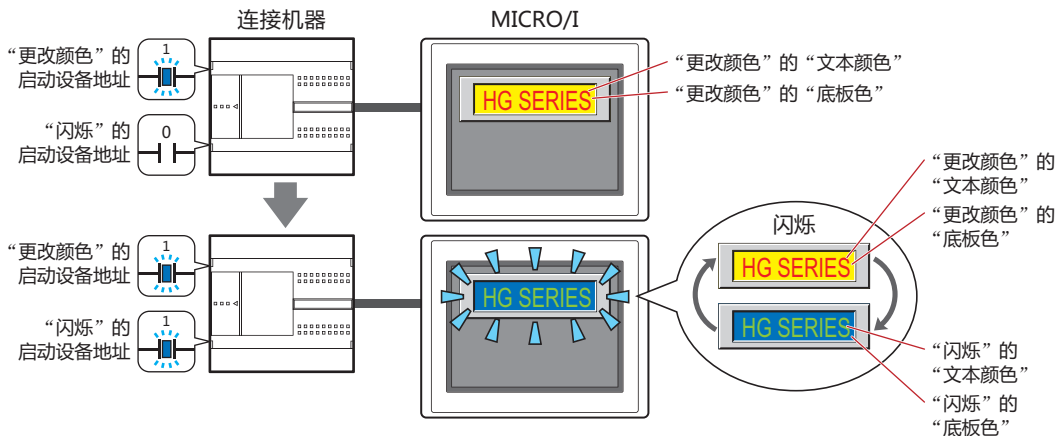 连接机器
MICRO/I
“更改颜色”的
启动设备地址
1
“闪烁”的
启动设备地址
0
HG SERIES
“更改颜色”的“文本颜色”
“更改颜色”的“底板色”
“更改颜色”的
启动设备地址
1
“闪烁”的
启动设备地址
1
HG SERIES
闪烁
HG SERIES
HG SERIES
“更改颜色”的
“文本颜色”
“更改颜色”的
“底板色”
“闪烁”的
“文本颜色”
“闪烁”的
“底板色”